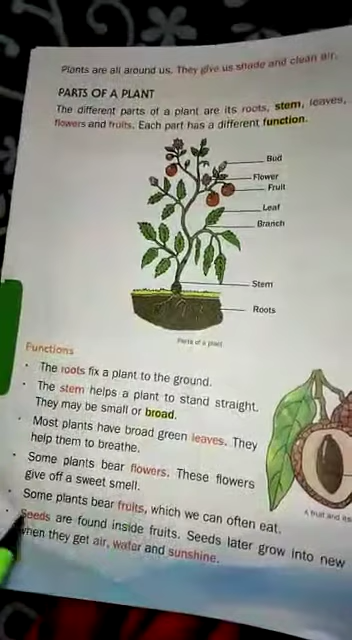 Plants are all around us. They give us shade and clean air.
PARTS OF A PLANT
The different parts of a plant are its roots, stem, leaves,
flowers and fruits. Each part has a different function.
Bud
Flower
Fruit
Leaf
Branch
Stem
Roots
Parts of a plant
Functions
• The roots fix a plant to the ground.
• The stem helps a plant to stand straight.
They may be small or broad.
• Most plants have broad green leaves. They
help them to breathe.
• Some plants bear flowers. These flowers
give off a sweet smell.
• Some plants bear fruits, which we can often eat.
• Seeds are found inside fruits. Seeds later grow into new
when they get air, water and sunshine.
A fruit and its